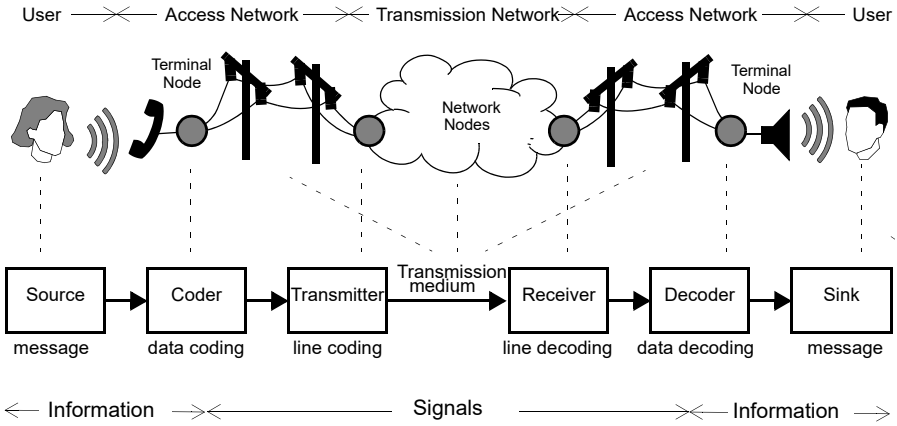 User
Access Network
Transmission Network
Access Network
User
Terminal
Node
Network
Nodes
Terminal
Node
Source
Coder
Transmitter
Transmission
medium
Receiver
Decoder
Sink
message
data coding
line coding
line decoding
data decoding
message
Information
Signals
Information